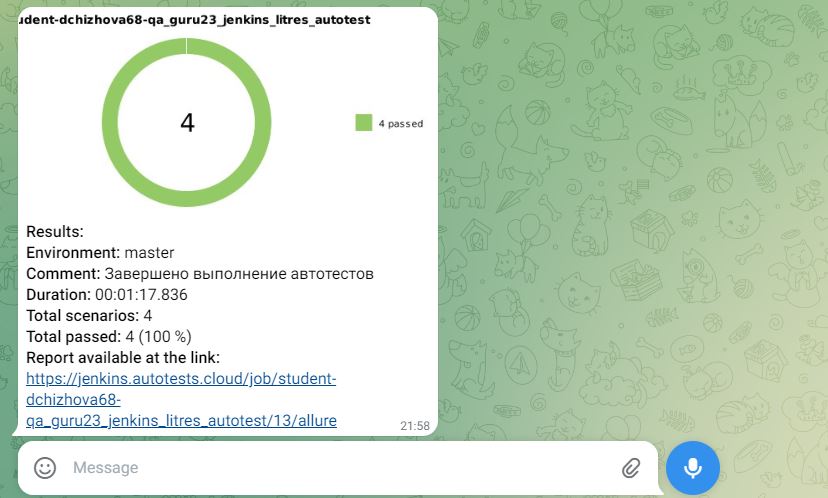 udent-dchizhova68-qa_guru23_jenkins_litres_autotest
4
4 passed
Results:
Environment: master
Comment: Завершено выполнение автотестов
Duration: 00:01:17.836
Total scenarios: 4
Total passed: 4 (100 %)
Report available at the link:
https://jenkins.autotests.cloud/job/student-
dchizhova68-
qa_guru23_jenkins_litres_autotest/13/allure
21:58
Message